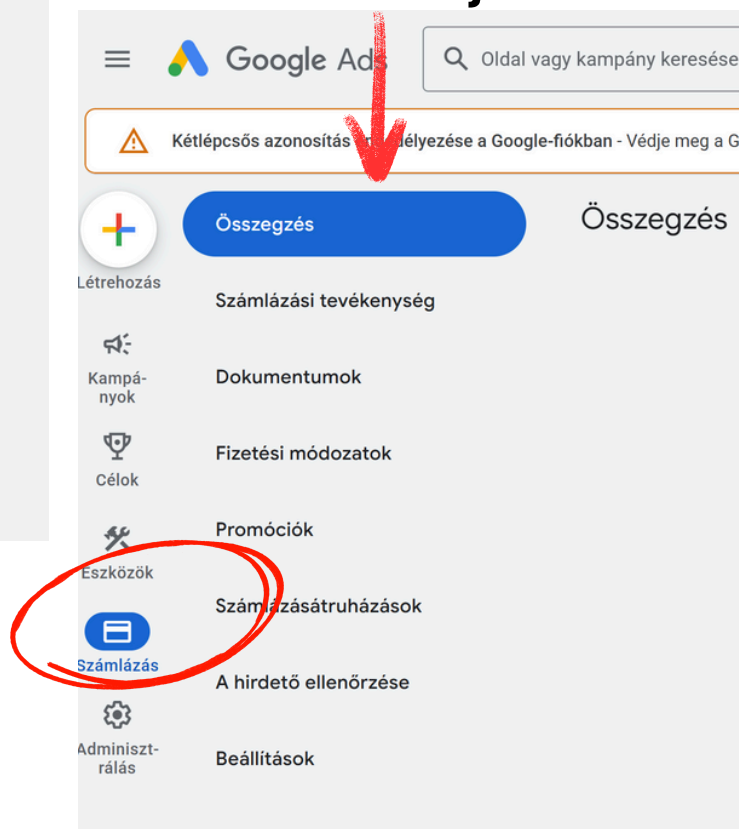 Google Ads
Oldal vagy kampány keresése
Kétlépcsős azonosítás a Google-fiókban - Védje meg a G
Összegzés
Összegzés
Létrehozás
Számlázási tevékenység
Kampá-
nyok
Dokumentumok
Célok
Fizetési módozatok
Eszközök
Promóciók
Számlázásátruházások
Számlázás
A hirdető ellenőrzése
Adminiszt-
rálás
Beállítások